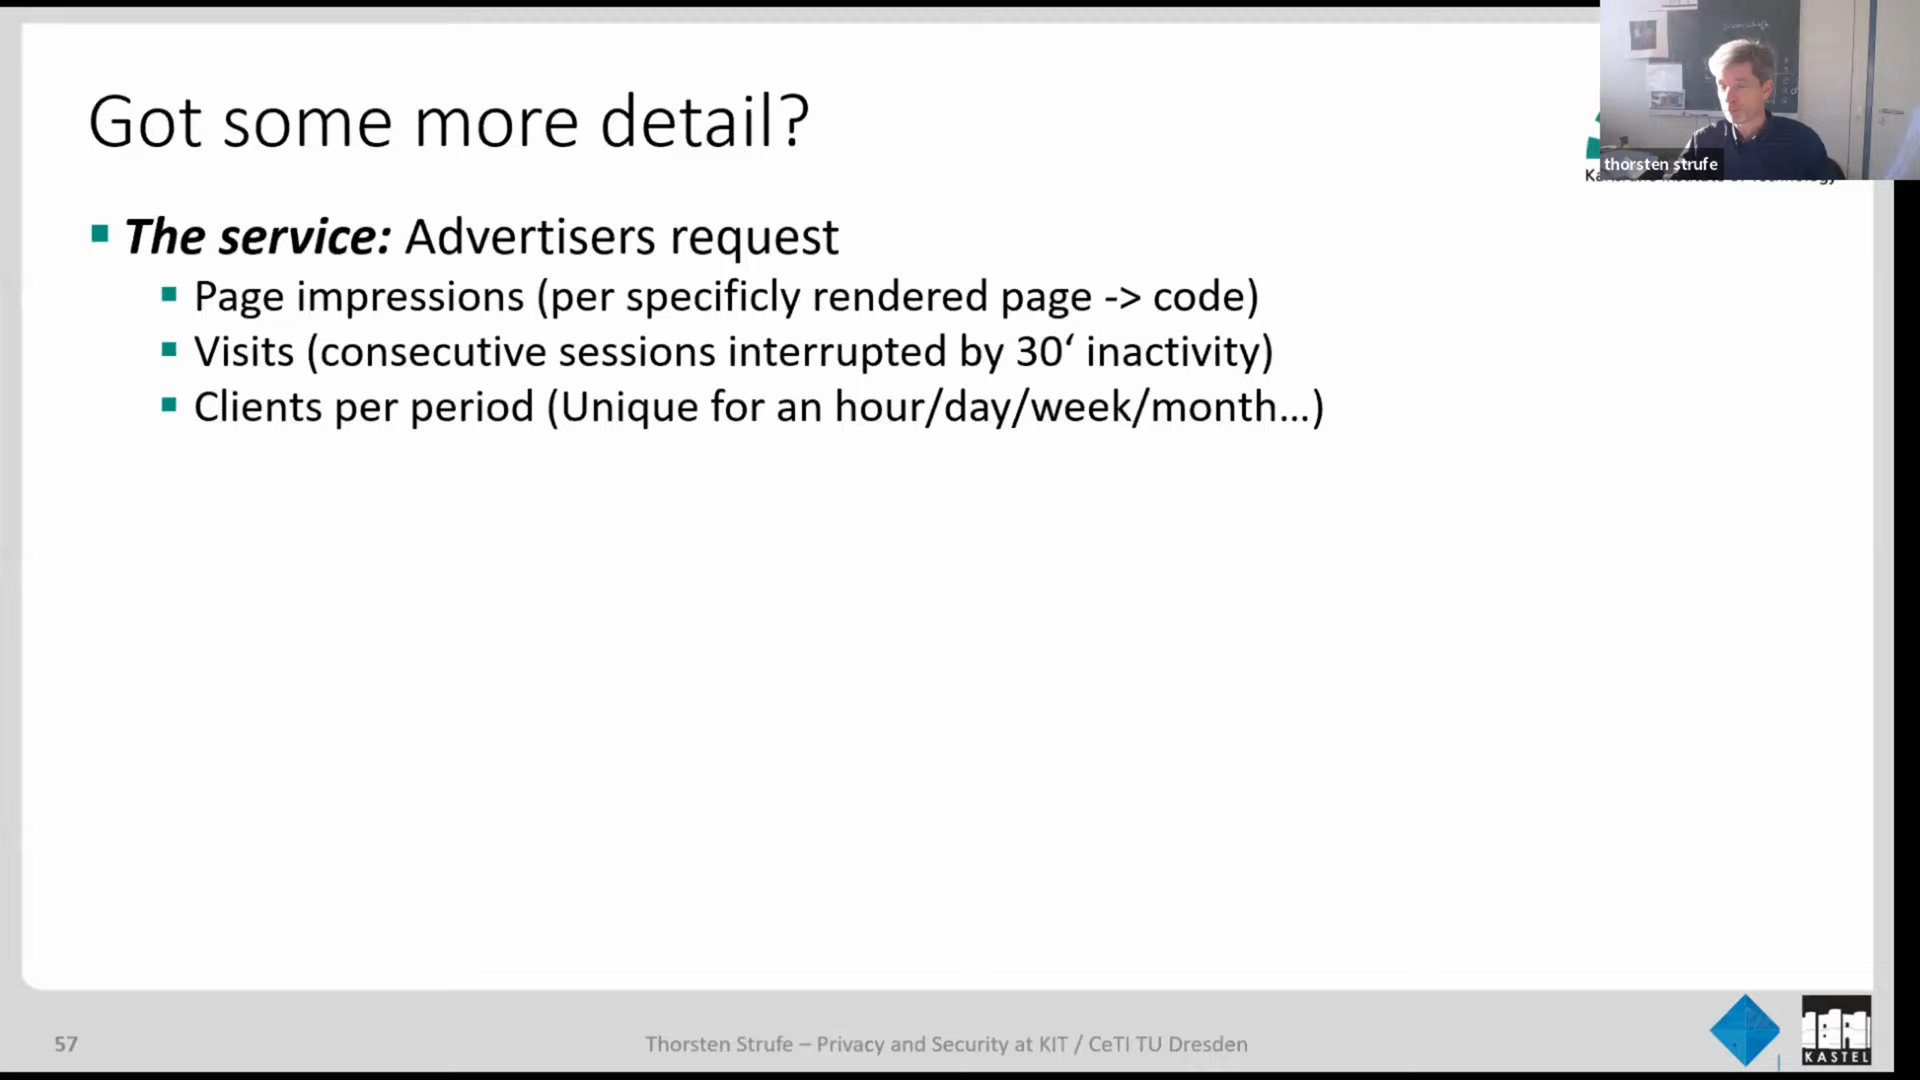 Got some more detail?
thorsten strufe
The service: Advertisers request
Page impressions (per specificly rendered page -> code)
Visits (consecutive sessions interrupted by 30‘ inactivity)
Clients per period (Unique for an hour/day/week/month...)
57
Thorsten Strufe – Privacy and Security at KIT / CeTI TU Dresden
KASTEL